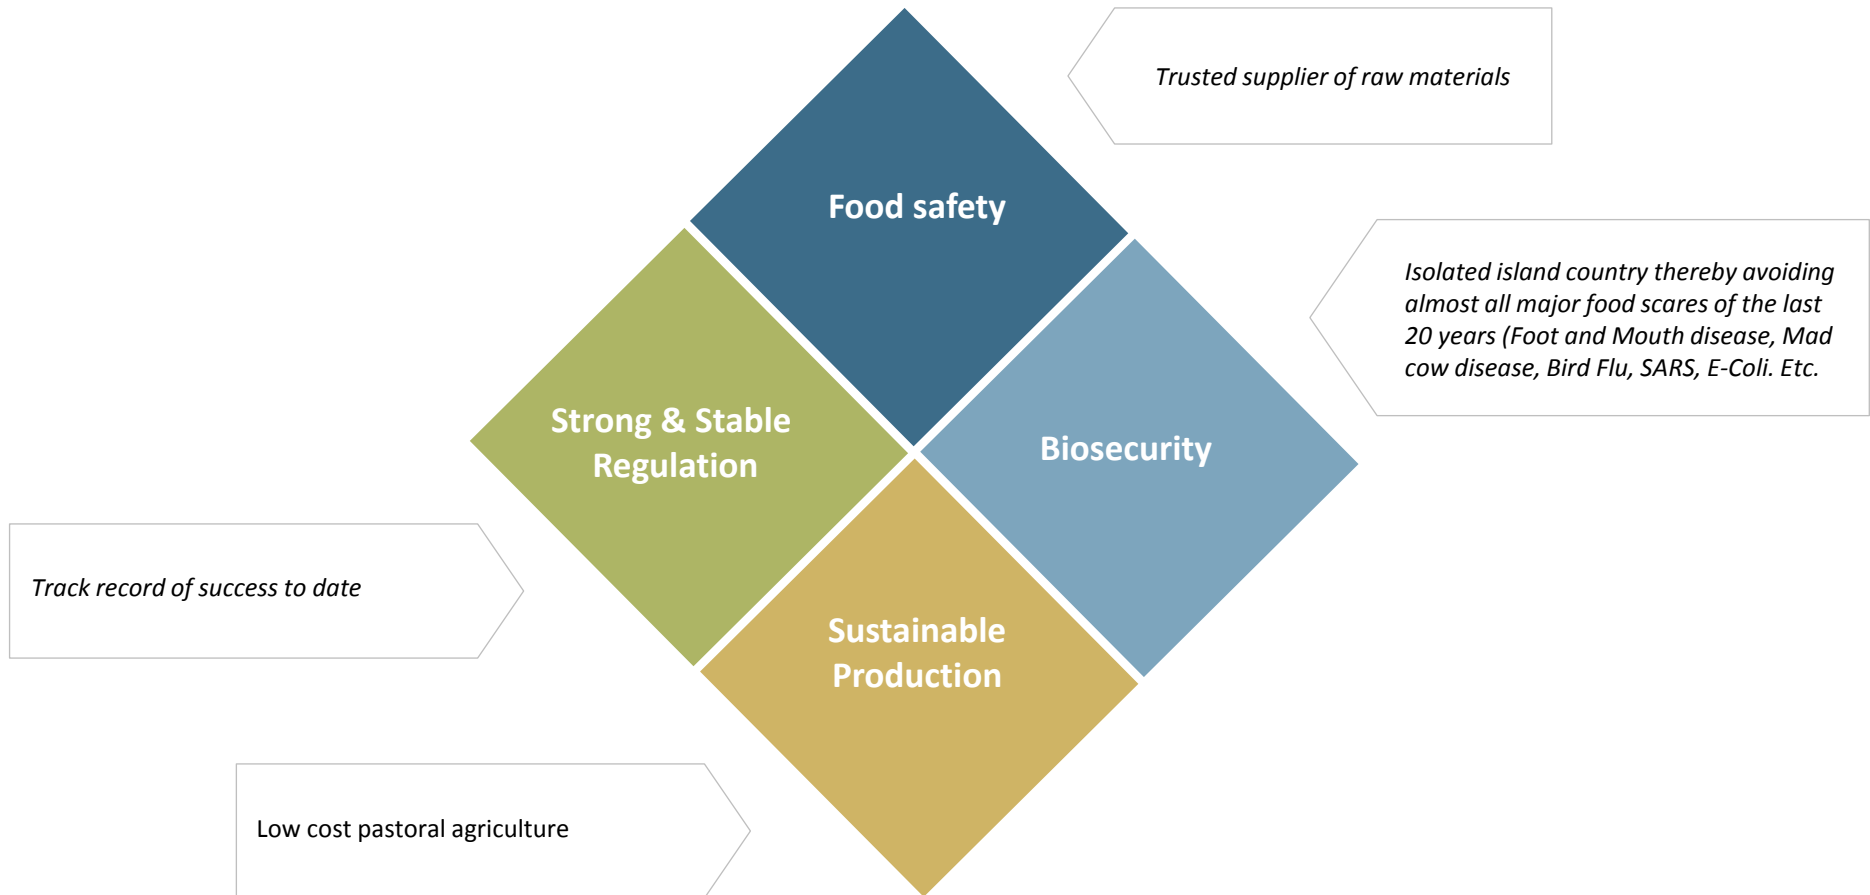 Trusted supplier of raw materials
Food safety
Isolated island country thereby avoiding
almost all major food scares of the last
20 years (Foot and Mouth disease, Mad
cow disease, Bird Flu, SARS, E-Coli. Etc.
Strong & Stable
Regulation
Biosecurity
Track record of success to date
Sustainable
Production
Low cost pastoral agriculture